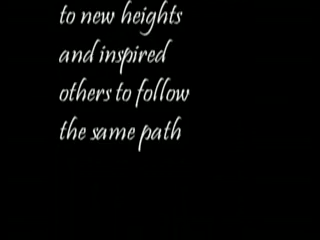 to new heights
and inspired
others to follow
the same path